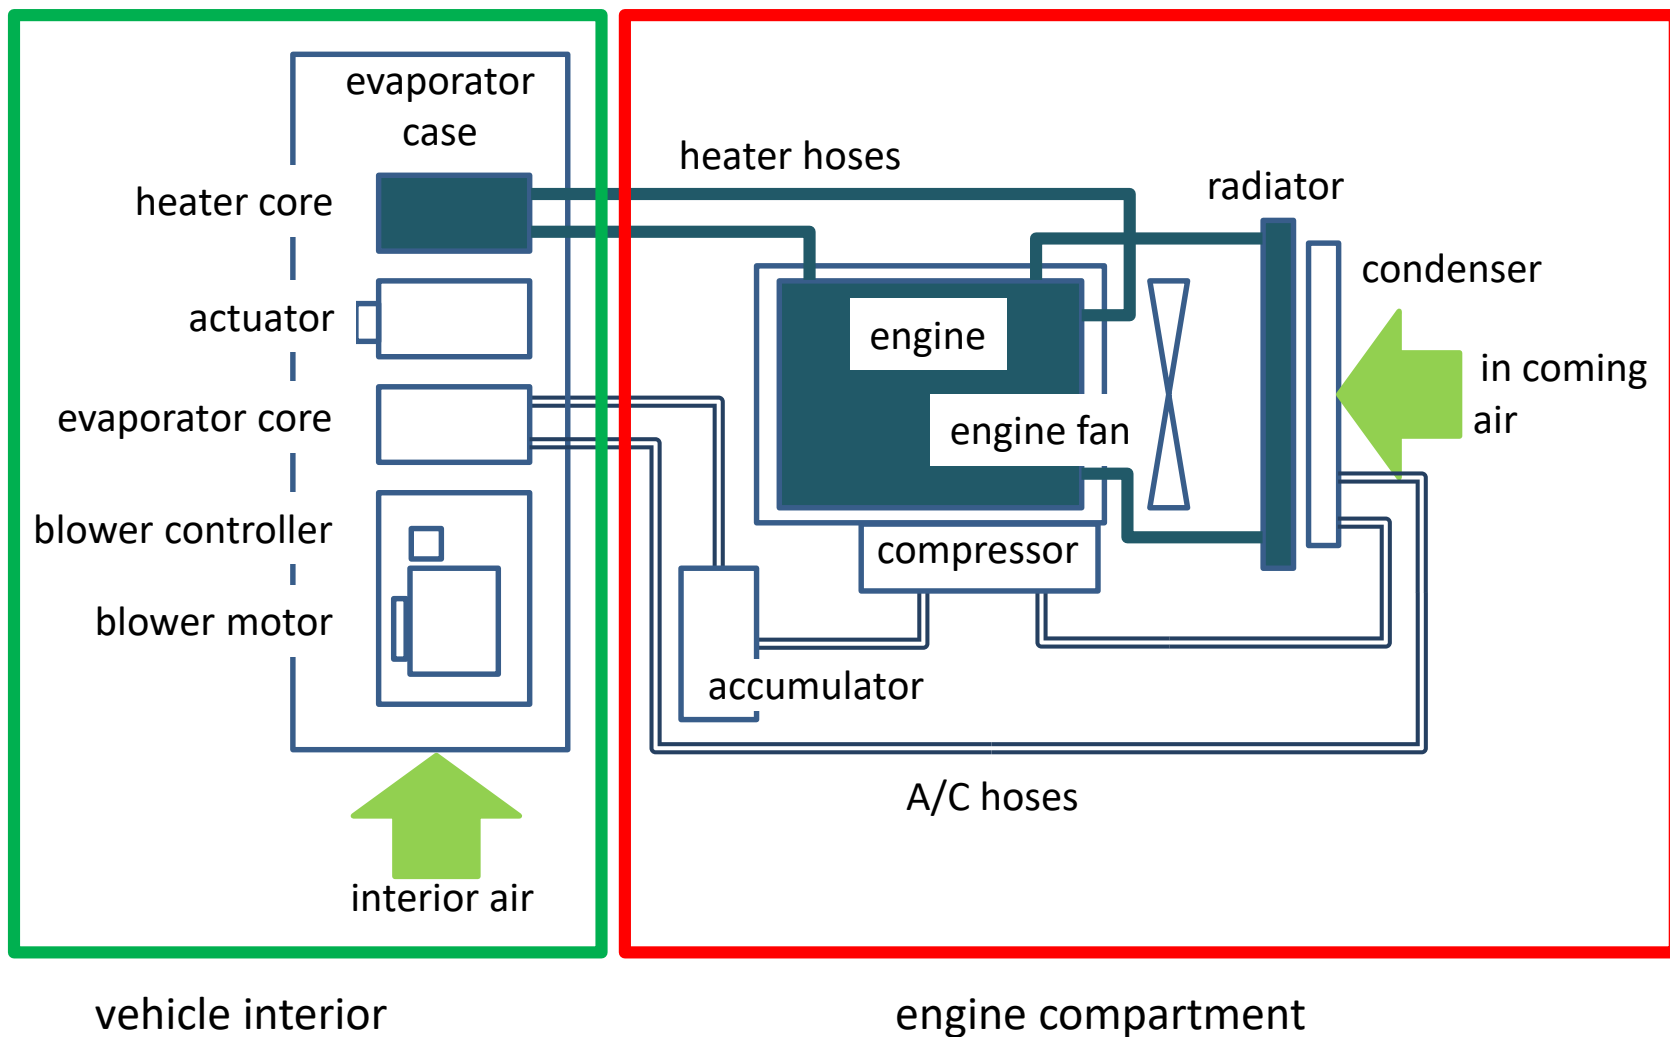 evaporator
case
heater core
actuator
evaporator core
blower controller
blower motor
interior air
heater hoses
radiator
condenser
engine
in coming
air
engine fan
compressor
accumulator
A/C hoses
vehicle interior
engine compartment